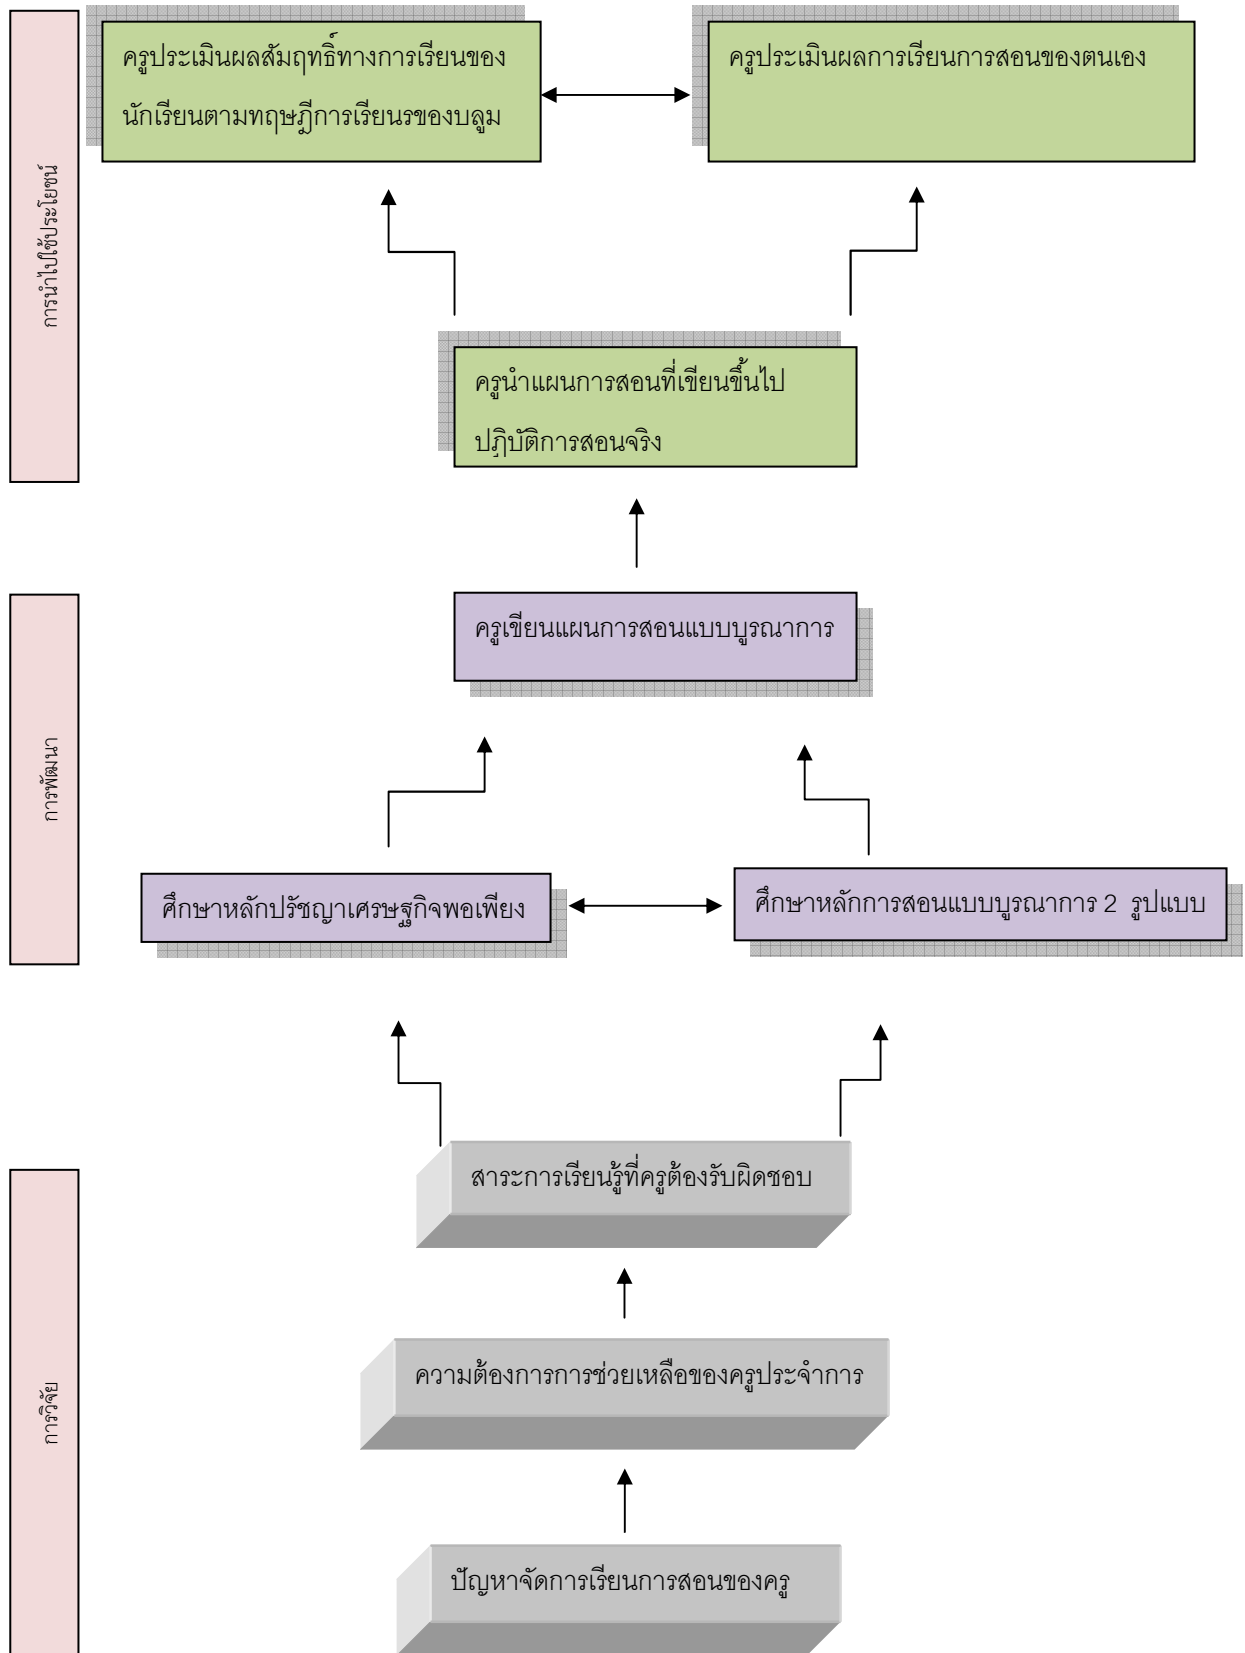 ครูประเมินผลสัมฤทธิ์ทางการเรียนของ
นักเรียนตามทฤษฎีการเรียนรของบลูม
ครูประเมินผลการเรียนการสอนของตนเอง
การนำไปใช้ประโยชน์
ครูนำแผนการสอนที่เขียนขึ้นไป
ปฏิบัติการสอนจริง
ครูเขียนแผนการสอนแบบบูรณาการ
การพัฒนา
ศึกษาหลักปรัชญาเศรษฐกิจพอเพียง
ศึกษาหลักการสอนแบบบูรณาการ 2 รูปแบบ
สาระการเรียนรู้ที่ครูต้องรับผิดชอบ
ความต้องการการช่วยเหลือของครูประจำการ
การวิจัย
ปัญหาจัดการเรียนการสอนของครู